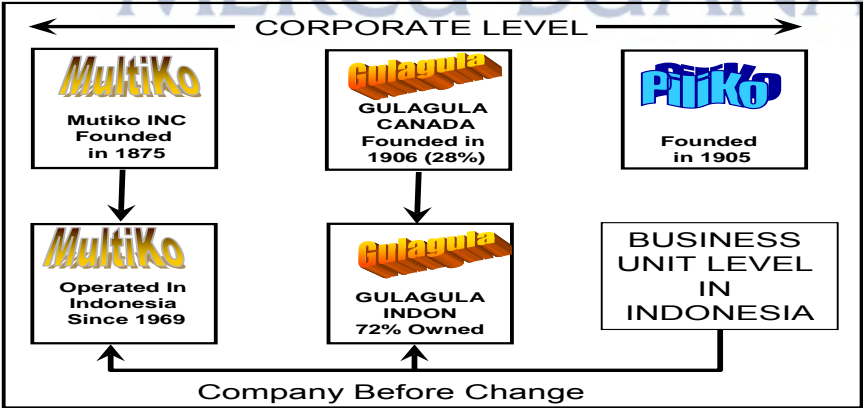 MERCU BUANA
CORPORATE LEVEL
MultiKo
Mutiko INC
Founded
in 1875
Gulagula
GULAGULA
CANADA
Founded in
1906 (28%)
PiliKo
Founded
in 1905
MultiKo
Operated In
Indonesia
Since 1969
Gulagula
GULAGULA
INDON
72% Owned
BUSINESS
UNIT LEVEL
IN
INDONESIA
Company Before Change